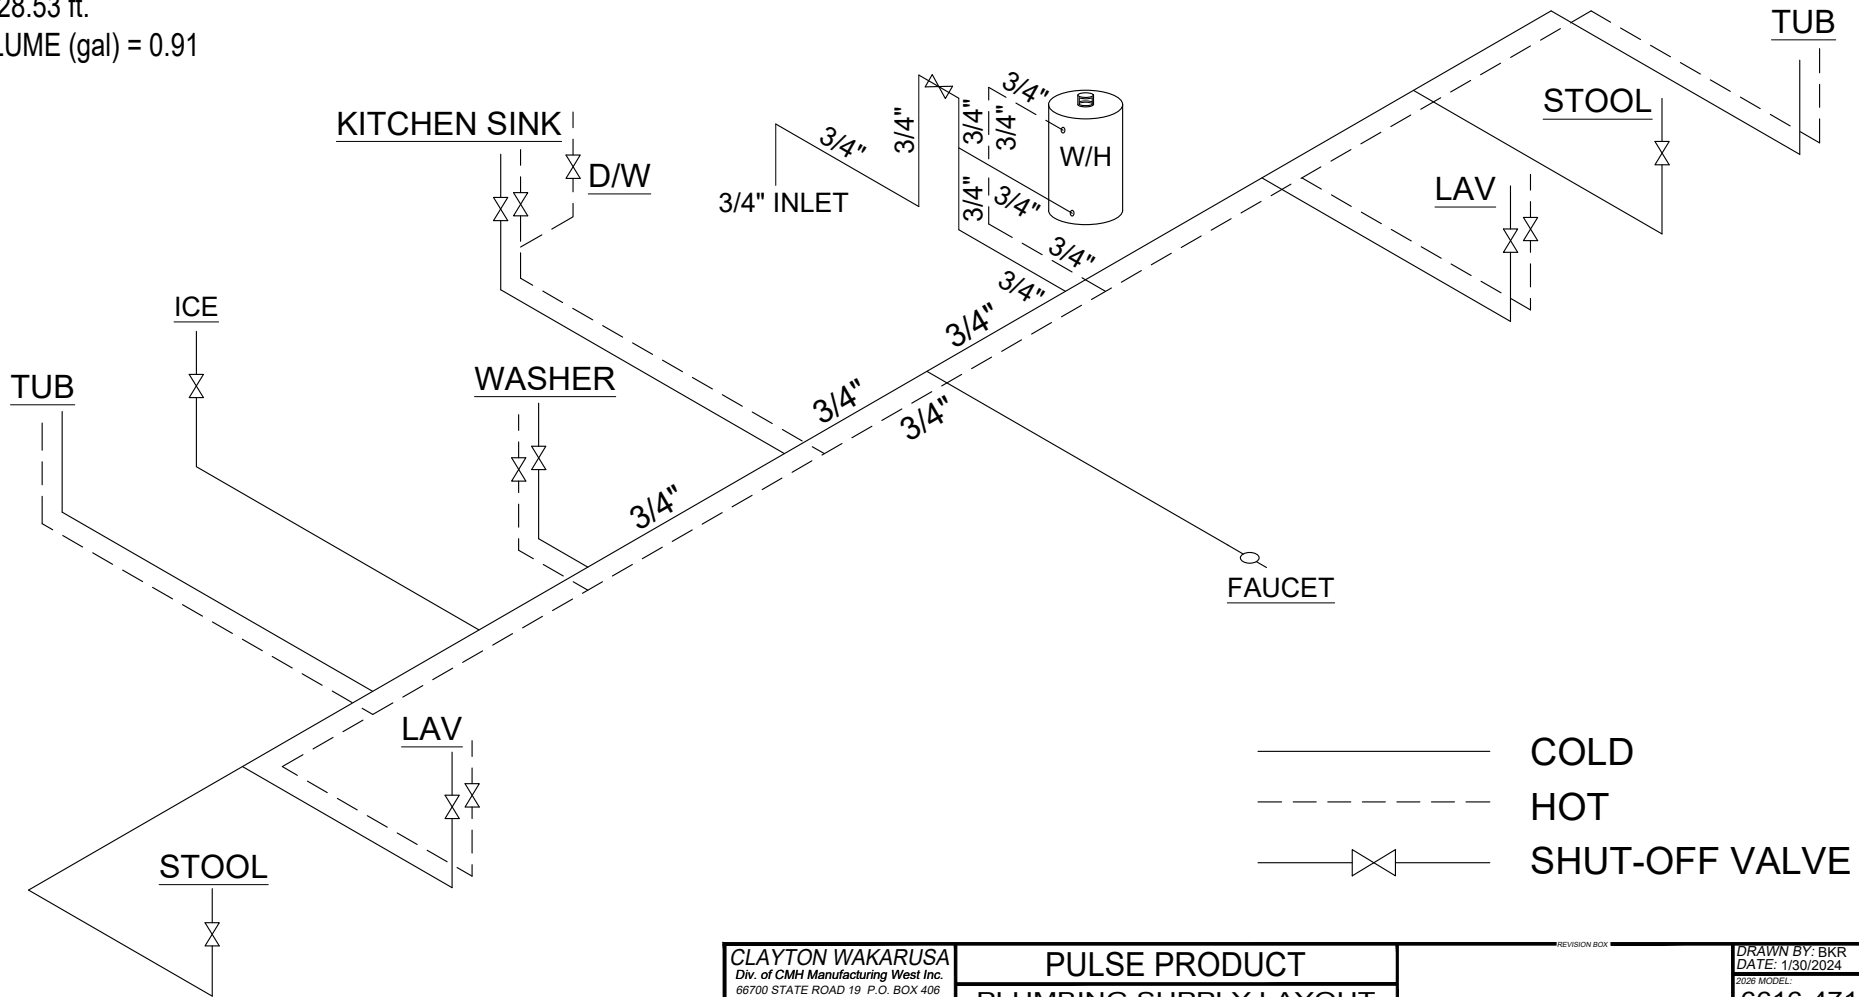 28.53 ft.
LUME (gal) = 0.91
TUB
3/4"
KITCHEN SINK
3/4"
3/4"
3/4"
STOOL
3/4"
W/H
D/W
3/4" INLET
3/4"
3/4"
LAV
3/4"
3/4"
ICE
3/4"
TUB
WASHER
3/4"
3/4"
3/4"
FAUCET
LAV
COLD
HOT
SHUT-OFF VALVE
STOOL
CLAYTON WAKARUSA
Div. of CMH Manufacturing West Inc.
66700 STATE ROAD 19 P.O. BOX 406
PULSE PRODUCT
PLUMBING SUPPLY LAYOUT
REVISION BOX
DRAWN BY: BKR
DATE: 1/30/2024
2026 MODEL: